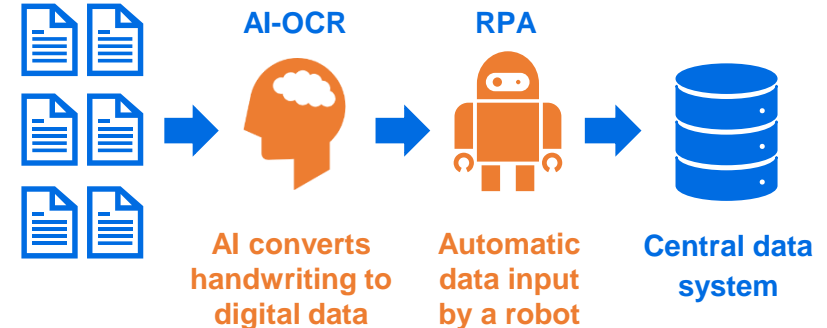 AI-OCR
RPA
AI converts
handwriting to
digital data
Automatic
data input
by a robot
Central data
system